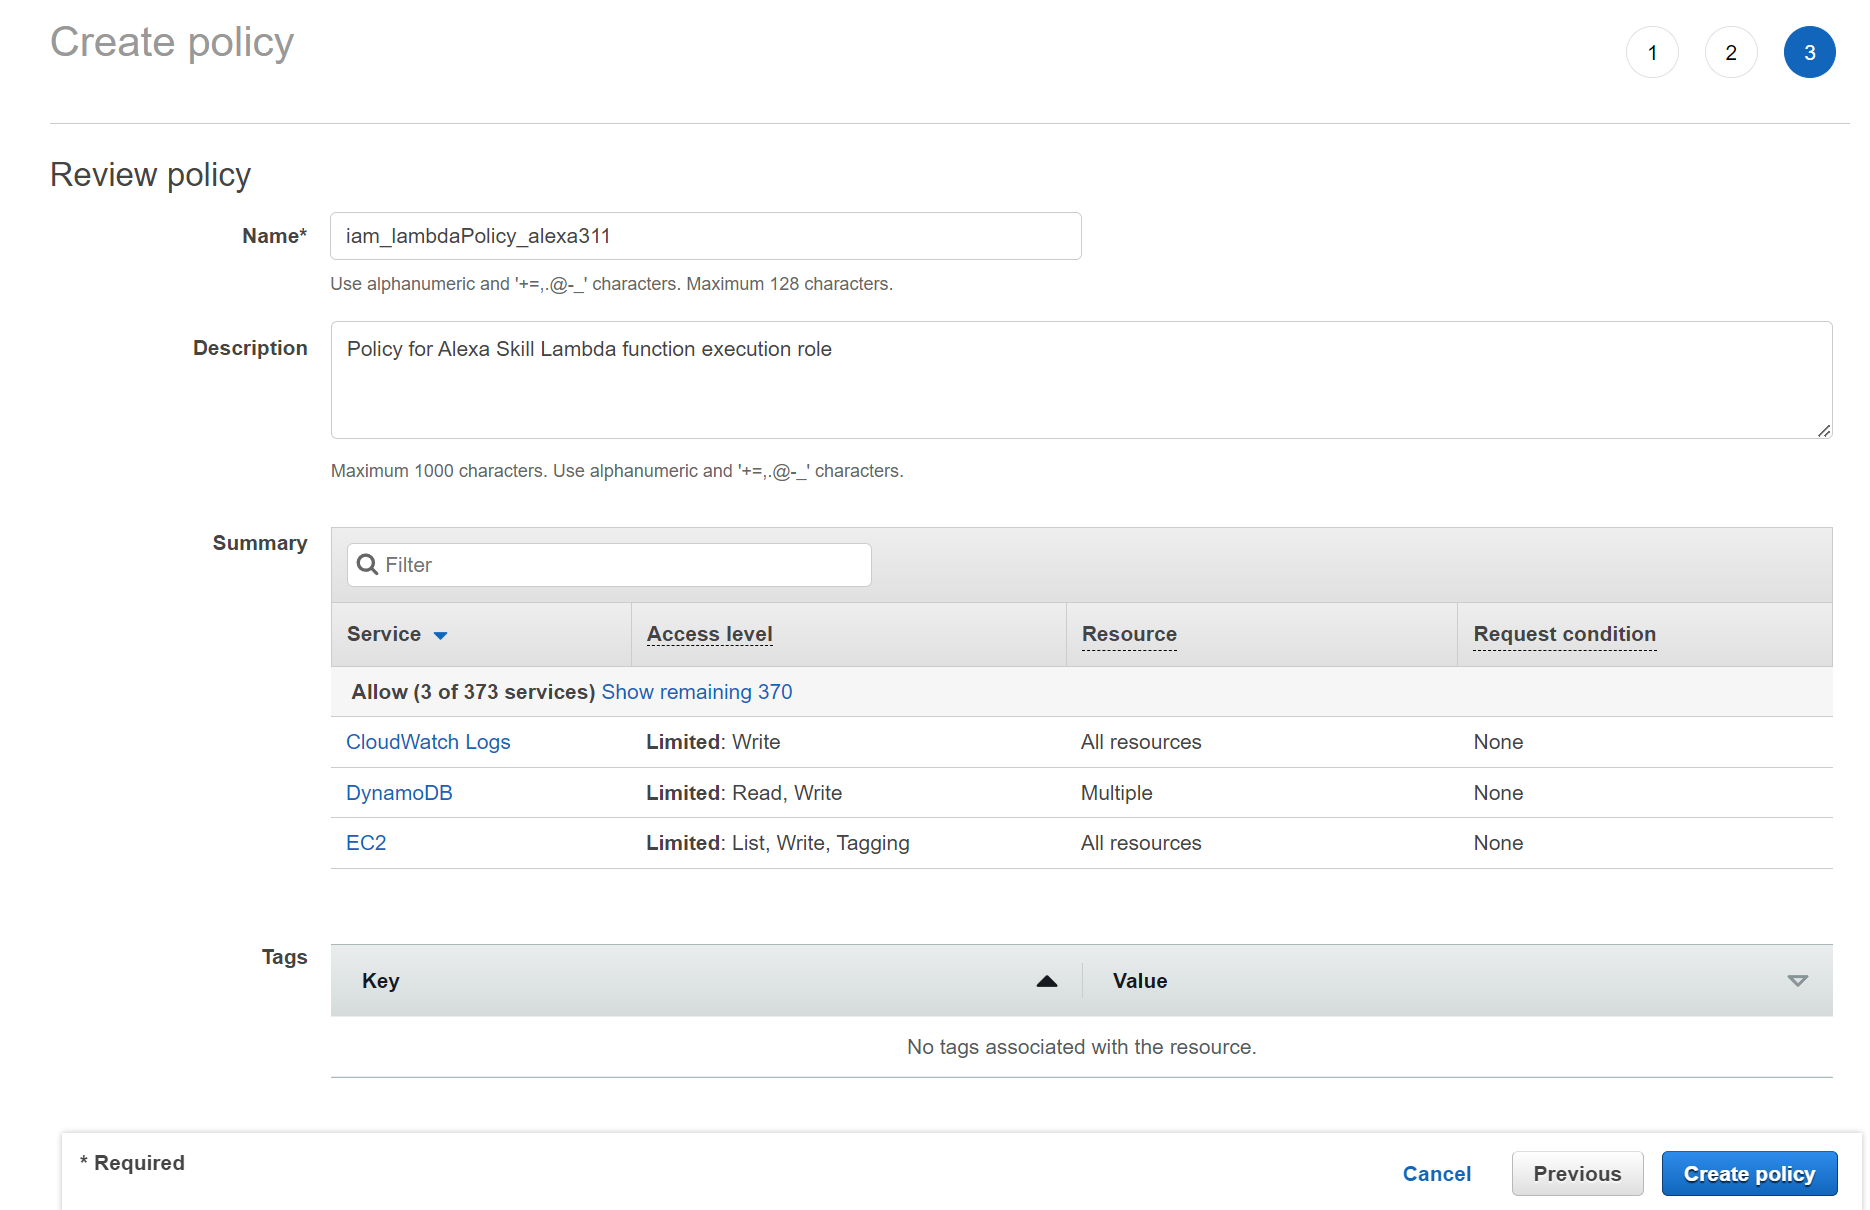 Create policy
1 2 3
Review policy
Name* iam_lambdaPolicy_alexa311
Use alphanumeric and '+=,.@-_' characters. Maximum 128 characters.
Description Policy for Alexa Skill Lambda function execution role
Maximum 1000 characters. Use alphanumeric and '+=,.@-_' characters.
Summary
Filter
Service Access level Resource Request condition
Allow (3 of 373 services) Show remaining 370
CloudWatch Logs Limited: Write All resources None
DynamoDB Limited: Read, Write Multiple None
EC2 Limited: List, Write, Tagging All resources None
Tags
Key Value
No tags associated with the resource.
* Required
Cancel Previous Create policy